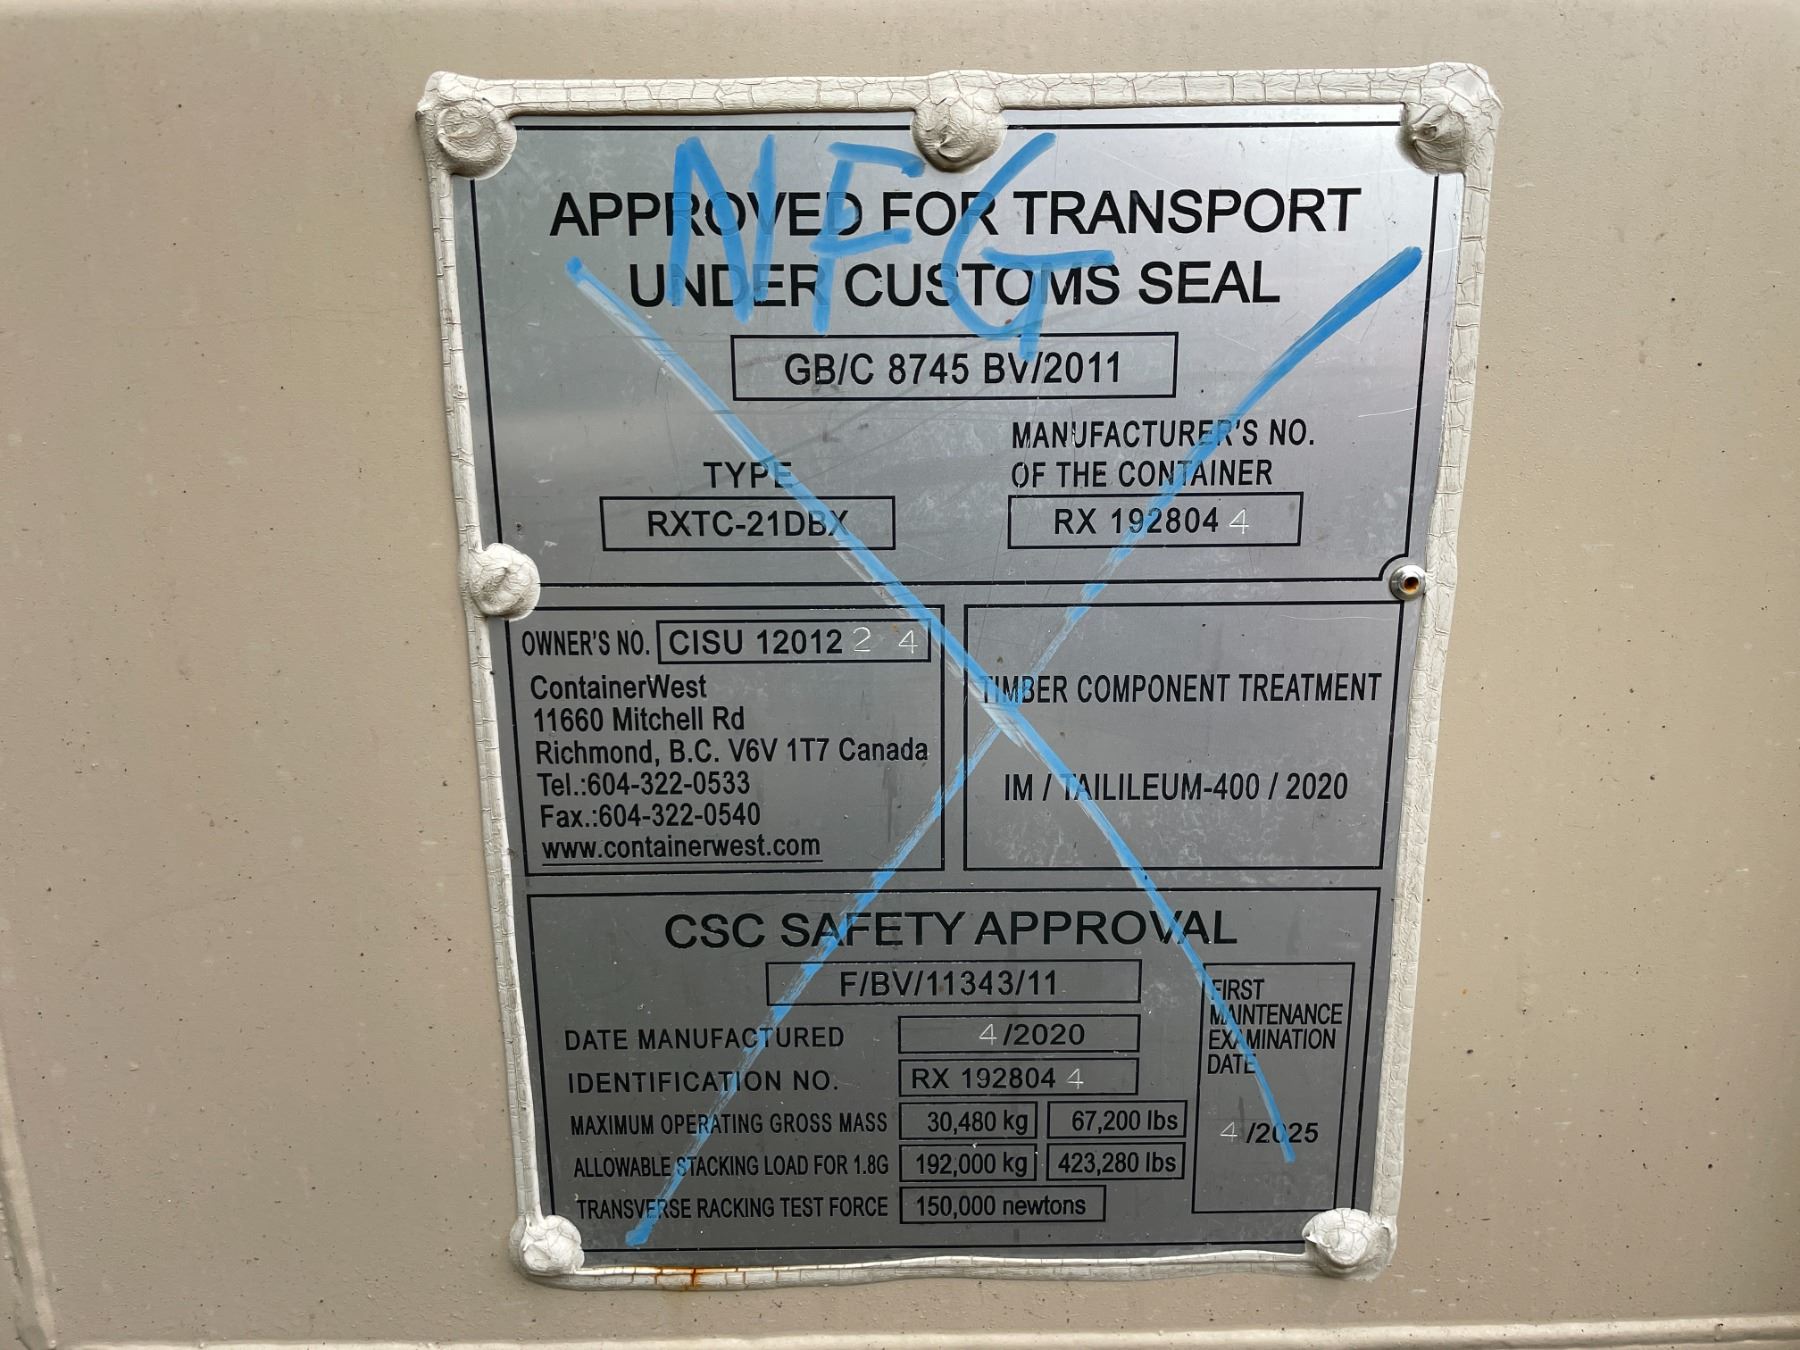 NFG
APPROVED FOR TRANSPORT
UNDER CUSTOMS SEAL
GB/C 8745 BV/2011
TYPE
RXTC-21DBX
MANUFACTURER'S NO.
OF THE CONTAINER
RX 192804 4
OWNER'S NO. CISU 12012 2 4
ContainerWest
11660 Mitchell Rd
Richmond, B.C. V6V 1T7 Canada
Tel.:604-322-0533
Fax.:604-322-0540
www.containerwest.com
TIMBER COMPONENT TREATMENT
IM / TAILILEUM-400 / 2020
CSC SAFETY APPROVAL
F/BV/11343/11
DATE MANUFACTURED 4/2020
IDENTIFICATION NO. RX 192804 4
MAXIMUM OPERATING GROSS MASS 30,480 kg 67,200 lbs
ALLOWABLE STACKING LOAD FOR 1.8G 192,000 kg 423,280 lbs
TRANSVERSE RACKING TEST FORCE 150,000 newtons
FIRST
MAINTENANCE
EXAMINATION
DATE
4/2025